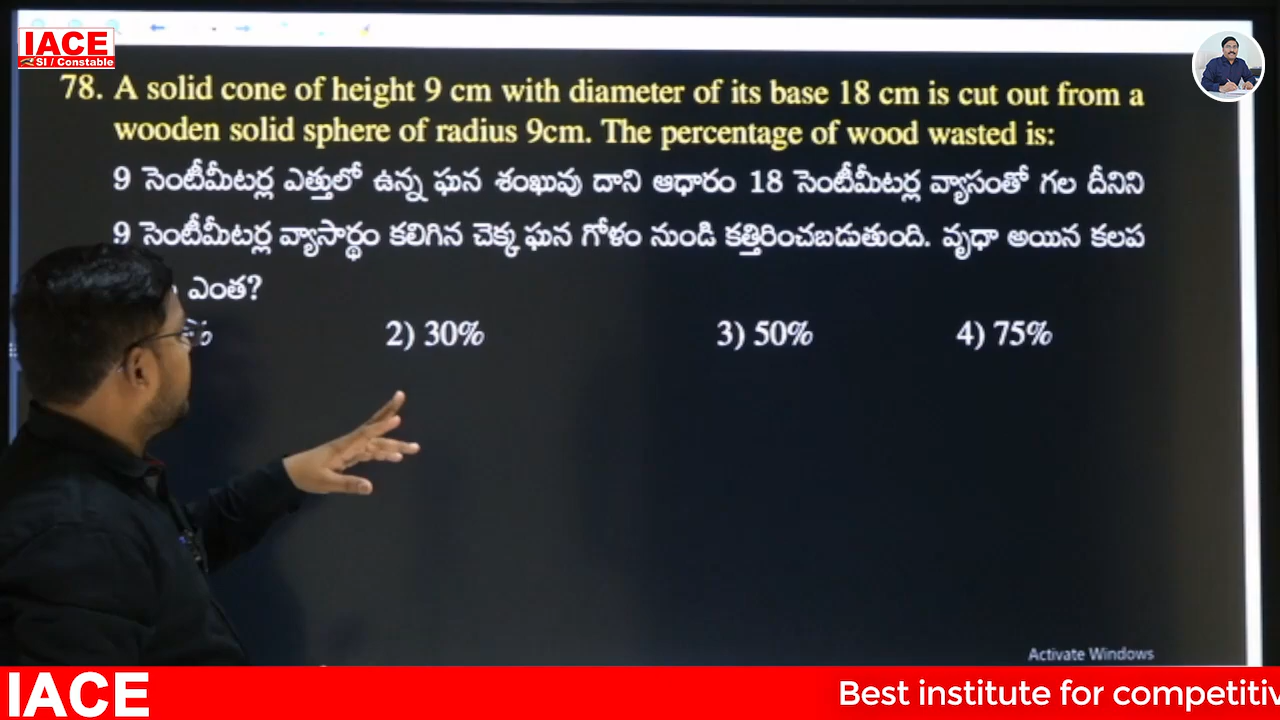 IACE
SI / Constable
78. A solid cone of height 9 cm with diameter of its base 18 cm is cut out from a
wooden solid sphere of radius 9cm. The percentage of wood wasted is:
9 సెంటీమీటర్ల ఎత్తులో ఉన్న ఘన శంఖువు దాని ఆధారం 18 సెంటీమీటర్ల వ్యాసంతో గల దీనిని
9 సెంటీమీటర్ల వ్యాసార్థం కలిగిన చెక్క ఘన గోళం నుండి కత్తిరించబడుతుంది. వృధా అయిన కలప
ఎంత?
% 2) 30% 3) 50% 4) 75%
Activate Windows
IACE Best institute for competitiv